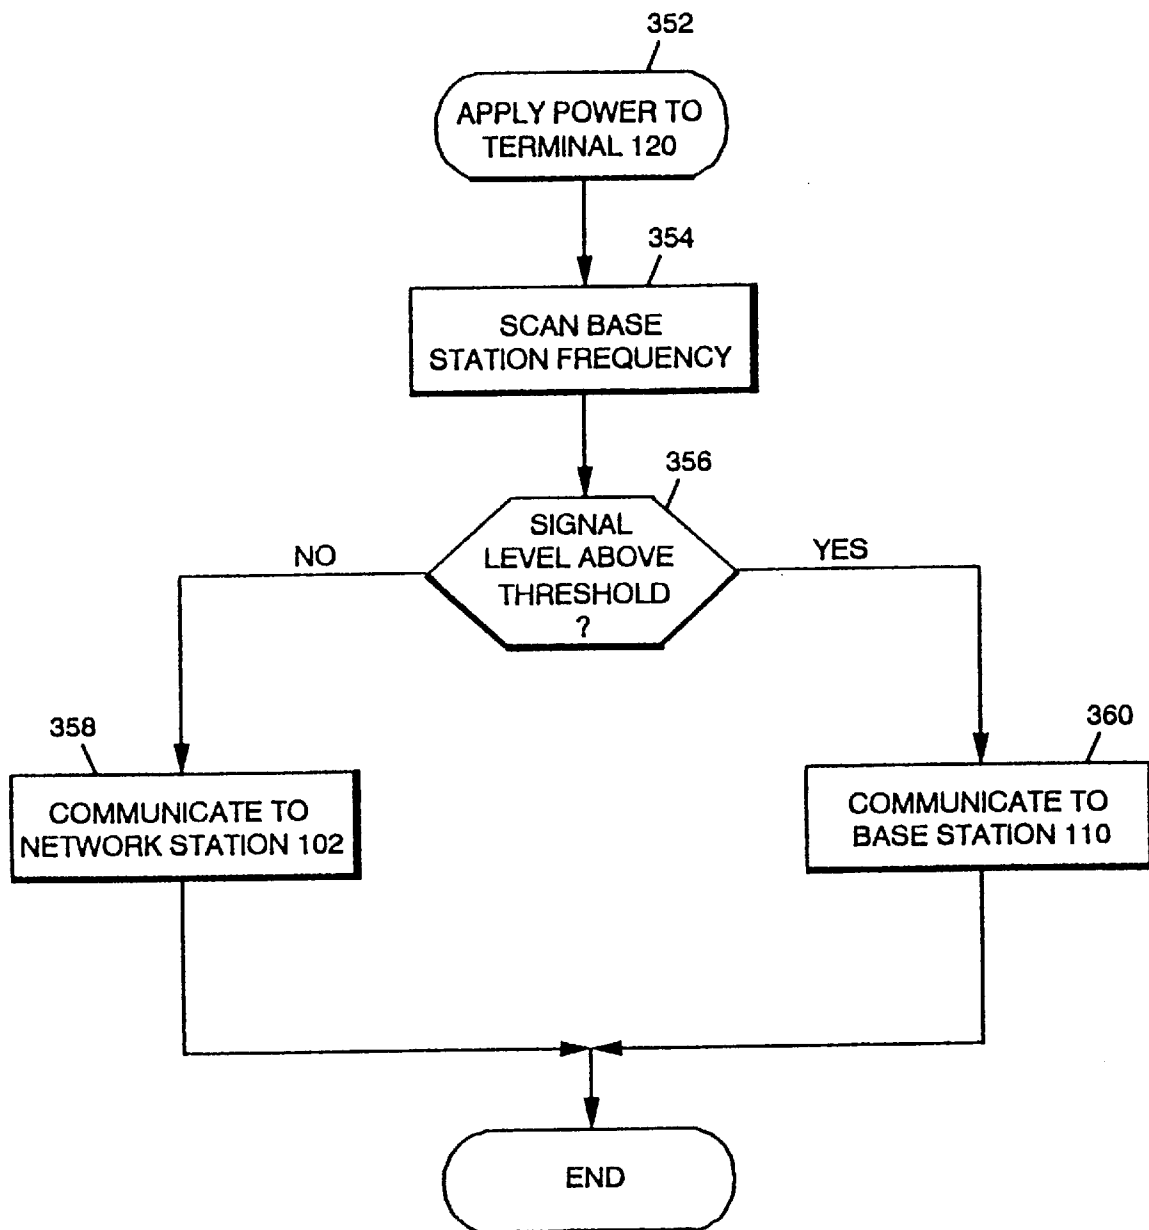 352
APPLY POWER TO
TERMINAL 120
354
SCAN BASE
STATION FREQUENCY
356
SIGNAL
LEVEL ABOVE
THRESHOLD
?
NO
YES
358
COMMUNICATE TO
NETWORK STATION 102
360
COMMUNICATE TO
BASE STATION 110
END